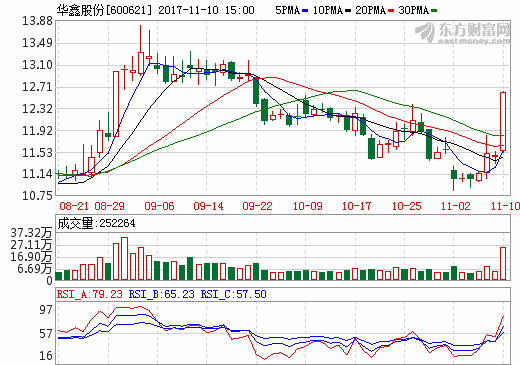 华鑫股份[600621] 2017-11-10 15:00 5PMA 10PMA 20PMA 30PMA
东方财富网
eastmoney.com
13.88
13.49
13.10
12.71
12.32
11.92
11.53
11.14
10.75
08-21 08-29 09-06 09-14 09-22 10-09 10-17 10-25 11-02 11-10
成交量:252264
37.32万
27.11万
16.90万
6.69万
0
RSI_A:79.23 RSI_B:65.23 RSI_C:57.50
97
57
16